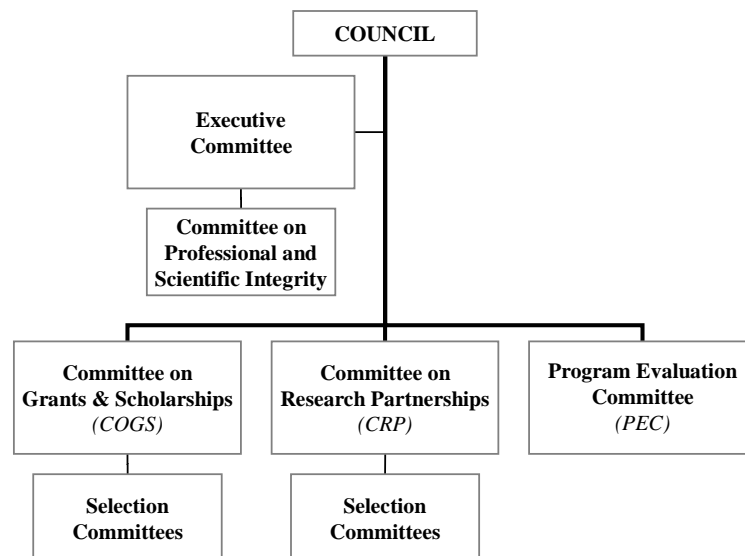 COUNCIL
Executive
Committee
Committee on
Professional and
Scientific Integrity
Committee on
Grants & Scholarships
(COGS)
Committee on
Research Partnerships
(CRP)
Program Evaluation
Committee
(PEC)
Selection
Committees
Selection
Committees